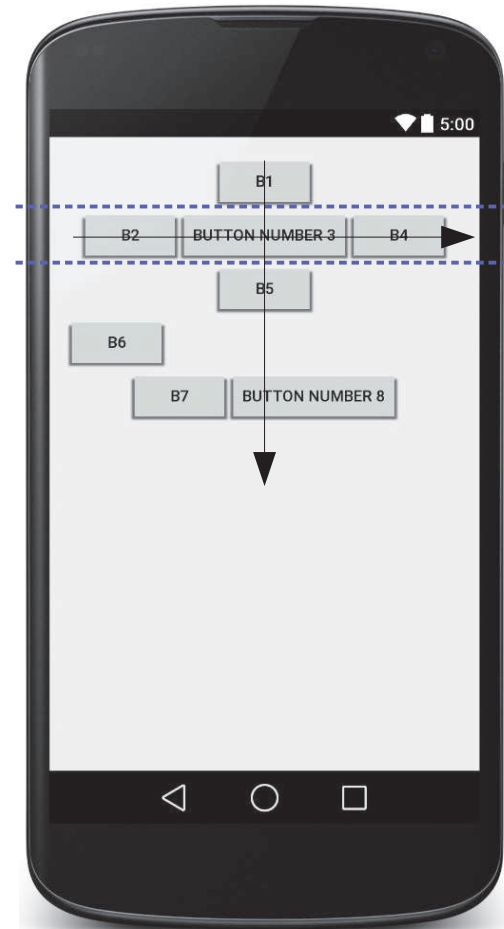 5:00
B1
B2 BUTTON NUMBER 3 B4
B5
B6
B7 BUTTON NUMBER 8